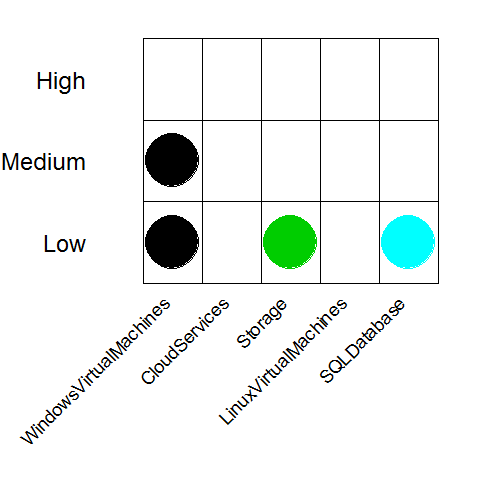 High
Medium
Low
WindowsVirtualMachines
CloudServices
Storage
LinuxVirtualMachines
SQLDatabase